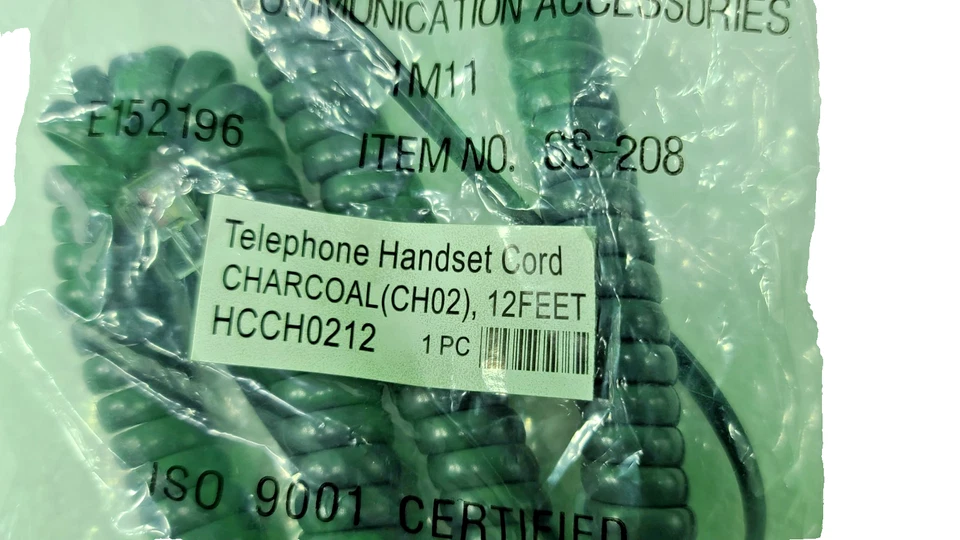 COMMUNICATION ACCESSORIES
1M11
E152196
ITEM NO. SS-208
Telephone Handset Cord
CHARCOAL(CH02), 12FEET
HCCH0212 1 PC
ISO 9001 CERTIFIED